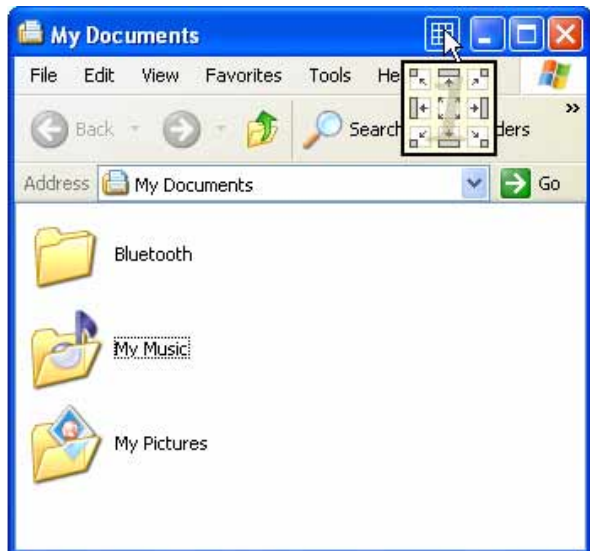 My Documents
File Edit View Favorites Tools He
Back Search ders »
Address My Documents Go
Bluetooth
My Music
My Pictures